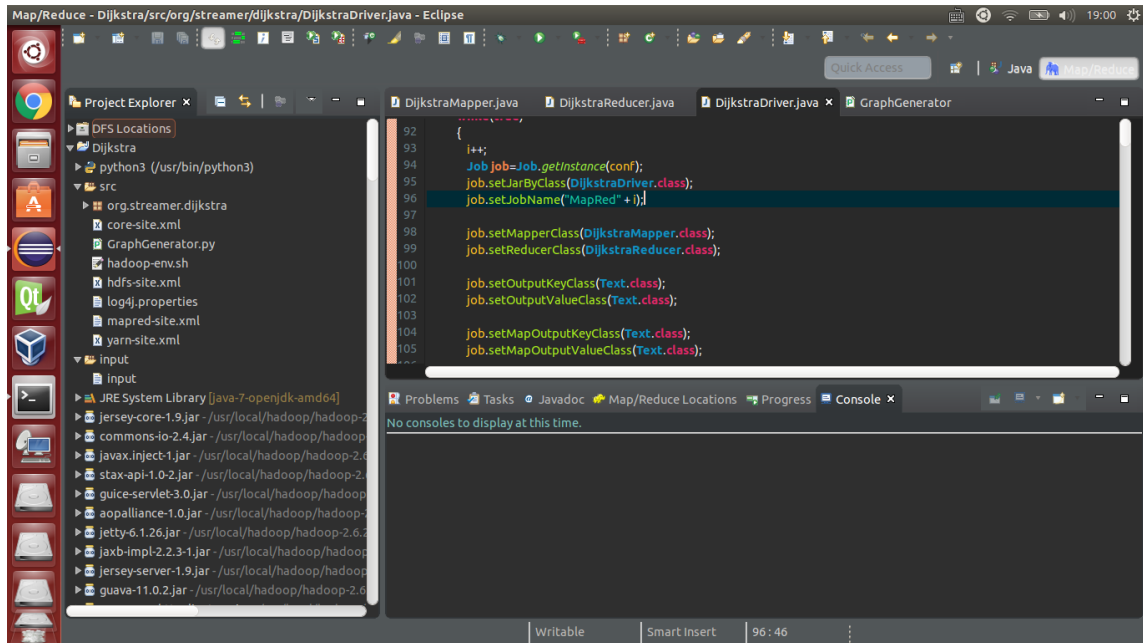 Map/Reduce - Dijkstra/src/org/streamer/dijkstra/DijkstraDriver.java - Eclipse
19:00
Quick Access
Java
Map/Reduce
Project Explorer
DFS Locations
Dijkstra
python3 (/usr/bin/python3)
src
org.streamer.dijkstra
core-site.xml
GraphGenerator.py
hadoop-env.sh
hdfs-site.xml
log4j.properties
mapred-site.xml
yarn-site.xml
input
input
JRE System Library [java-7-openjdk-amd64]
jersey-core-1.9.jar - /usr/local/hadoop/hadoop-2
commons-io-2.4.jar - /usr/local/hadoop/hadoop
javax.inject-1.jar - /usr/local/hadoop/hadoop-2.6
stax-api-1.0-2.jar - /usr/local/hadoop/hadoop-2.
guice-servlet-3.0.jar - /usr/local/hadoop/hadoop
aopalliance-1.0.jar - /usr/local/hadoop/hadoop-
jetty-6.1.26.jar - /usr/local/hadoop/hadoop-2.6.2
jaxb-impl-2.2.3-1.jar - /usr/local/hadoop/hadoop
jersey-server-1.9.jar - /usr/local/hadoop/hadoop
guava-11.0.2.jar - /usr/local/hadoop/hadoop-2.6
DijkstraMapper.java
DijkstraReducer.java
DijkstraDriver.java
GraphGenerator
92 {
93 i++;
94 Job job=Job.getInstance(conf);
95 job.setJarByClass(DijkstraDriver.class);
96 job.setJobName("MapRed" + i);
97
98 job.setMapperClass(DijkstraMapper.class);
99 job.setReducerClass(DijkstraReducer.class);
100
101 job.setOutputKeyClass(Text.class);
102 job.setOutputValueClass(Text.class);
103
104 job.setMapOutputKeyClass(Text.class);
105 job.setMapOutputValueClass(Text.class);
Problems Tasks Javadoc Map/Reduce Locations Progress Console
No consoles to display at this time.
Writable
Smart Insert
96 : 46